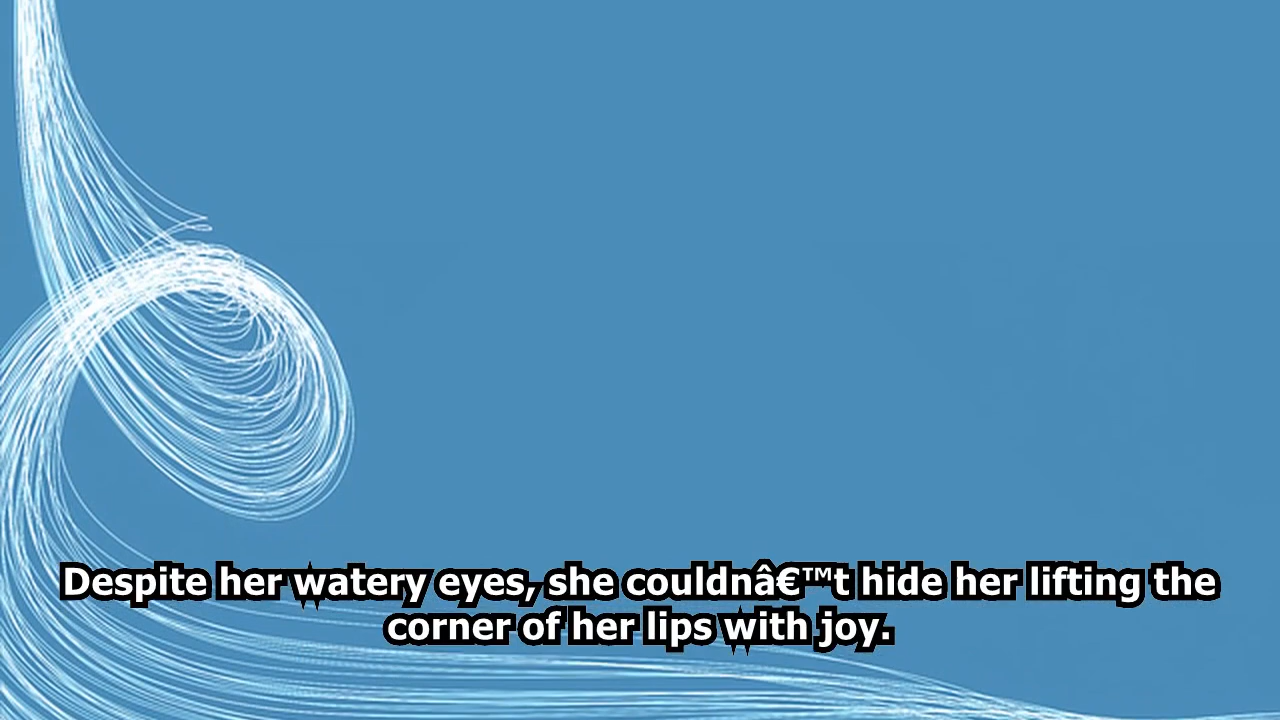 Despite her watery eyes, she couldnâ€™t hide her lifting the
corner of her lips with joy.